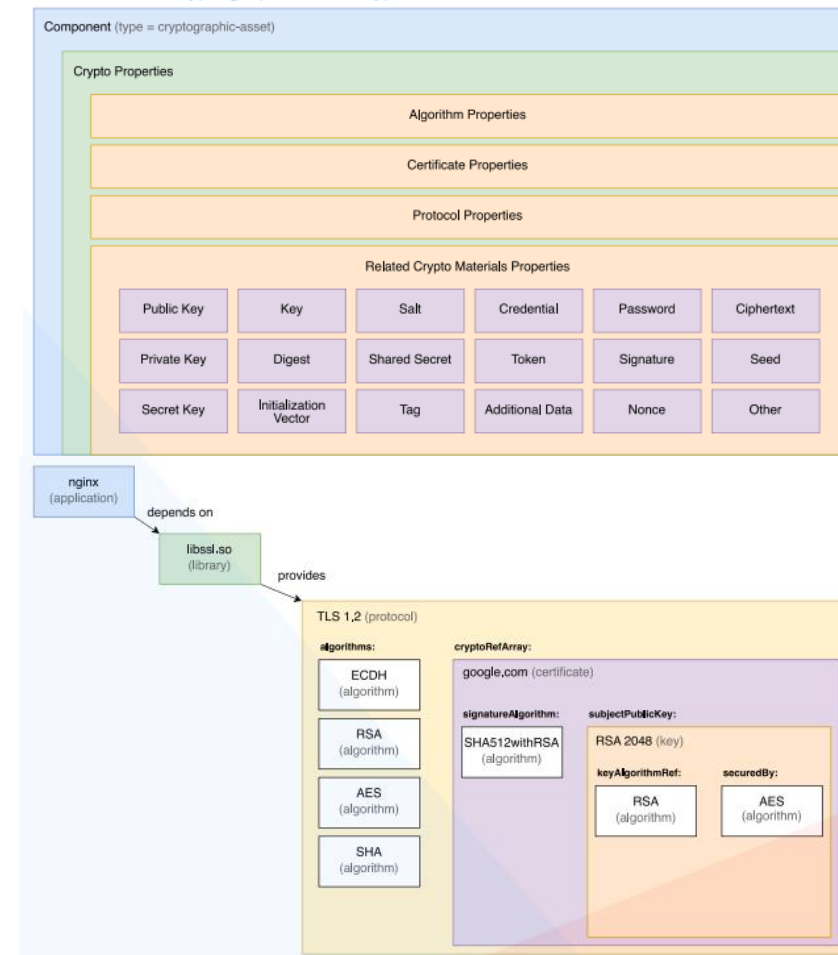 Component (type = cryptographic-asset)
Crypto Properties
Algorithm Properties
Certificate Properties
Protocol Properties
Related Crypto Materials Properties
Public Key Key Salt Credential Password Ciphertext
Private Key Digest Shared Secret Token Signature Seed
Secret Key Initialization Vector Tag Additional Data Nonce Other
nginx
(application)
depends on
libssl.so
(library)
provides
TLS 1.2 (protocol)
algorithms: cryptoRefArray:
ECDH
(algorithm)
google.com (certificate)
signatureAlgorithm: subjectPublicKey:
RSA
(algorithm)
SHA512withRSA
(algorithm)
RSA 2048 (key)
keyAlgorithmRef: securedBy:
AES
(algorithm)
RSA
(algorithm)
AES
(algorithm)
SHA
(algorithm)